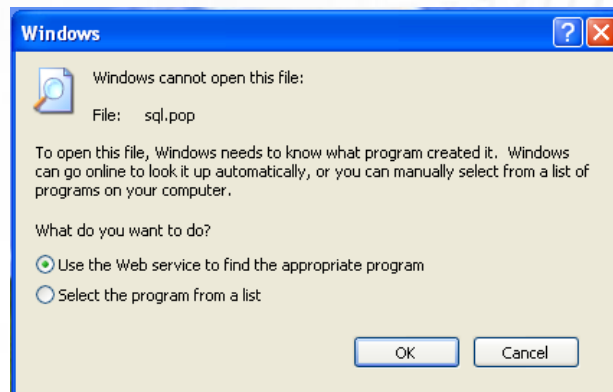 Windows
Windows cannot open this file:
File: sql.pop
To open this file, Windows needs to know what program created it. Windows
can go online to look it up automatically, or you can manually select from a list of
programs on your computer.
What do you want to do?
Use the Web service to find the appropriate program
Select the program from a list
OK Cancel